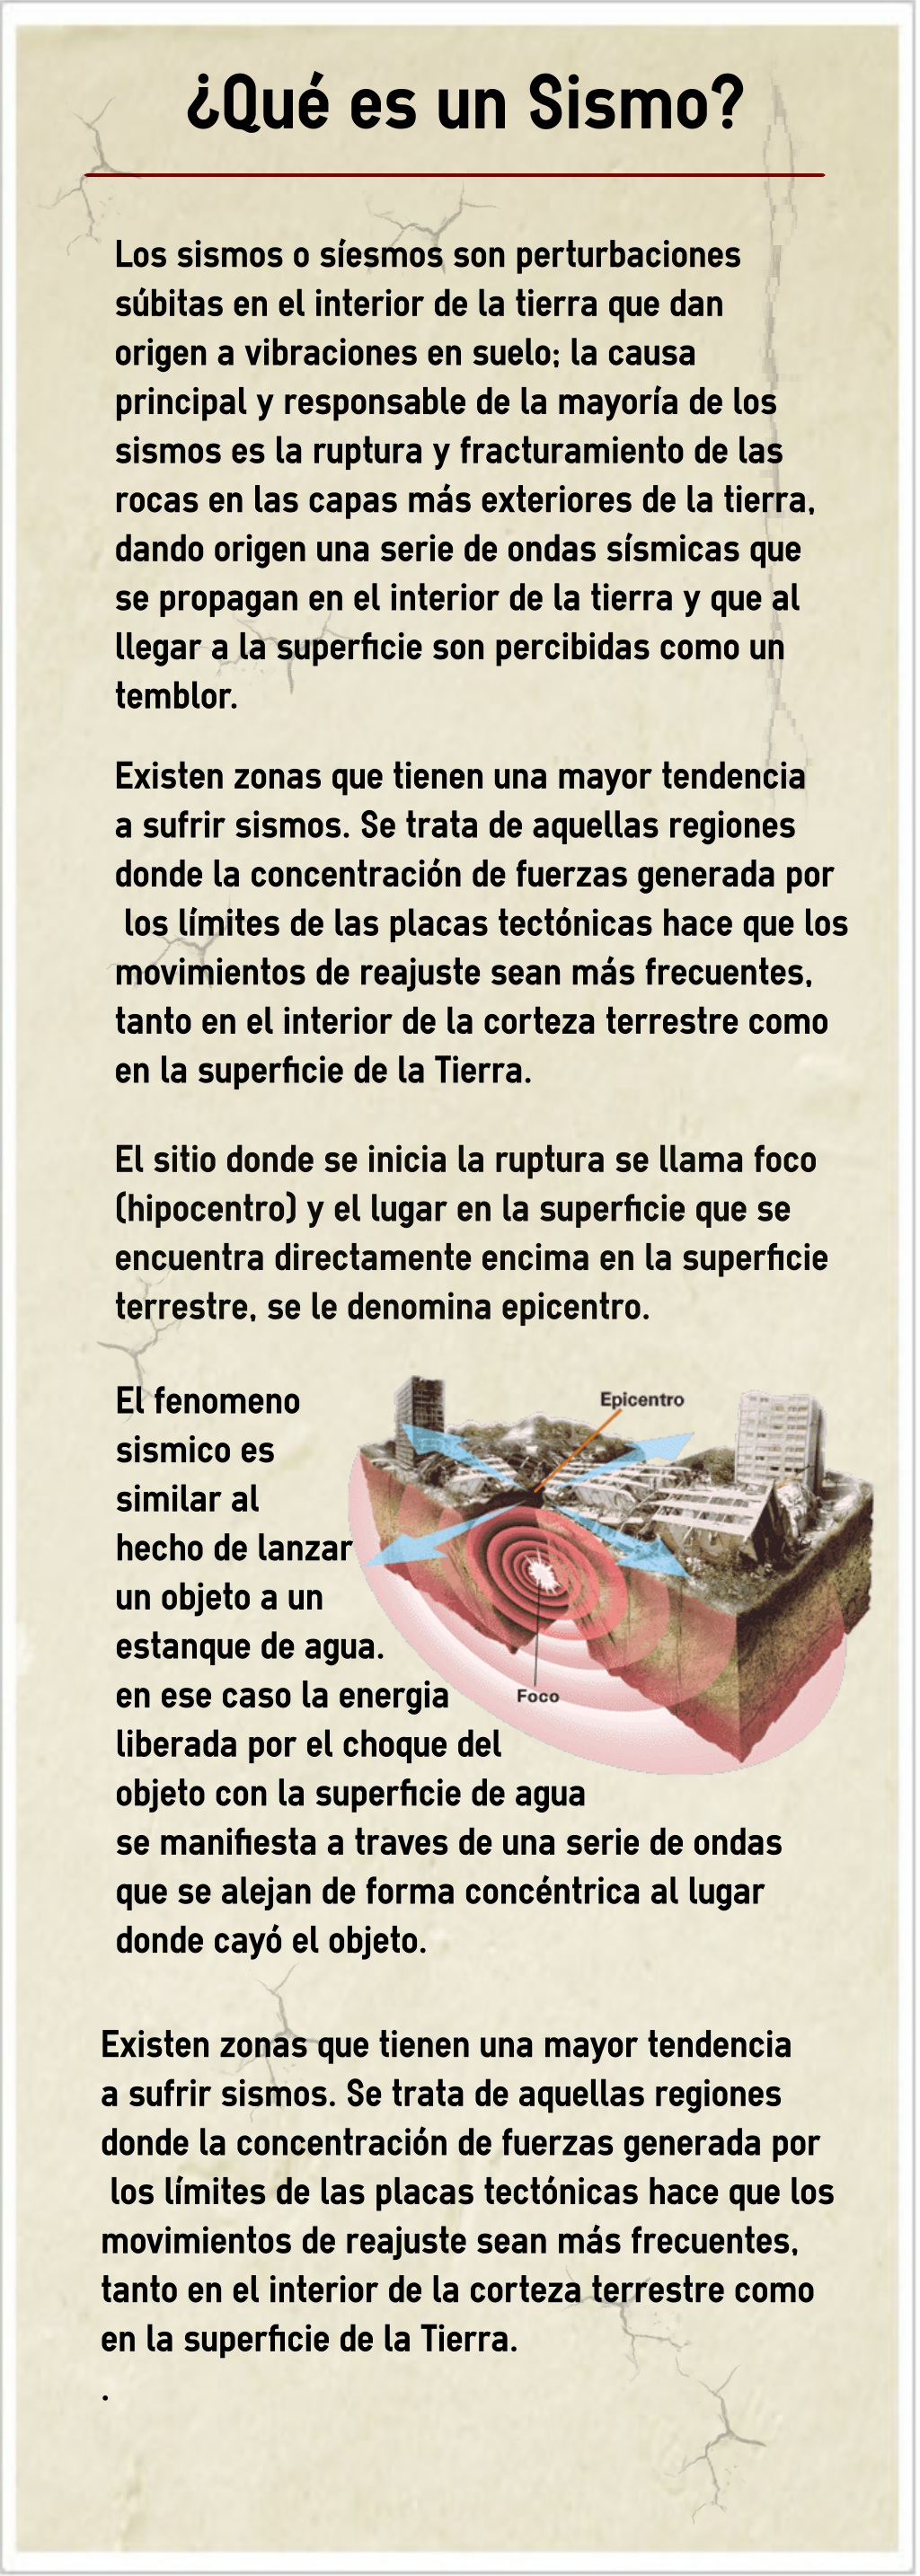 ¿Qué es un Sismo?
Los sismos o síesmos son perturbaciones
súbitas en el interior de la tierra que dan
origen a vibraciones en suelo; la causa
principal y responsable de la mayoría de los
sismos es la ruptura y fracturamiento de las
rocas en las capas más exteriores de la tierra,
dando origen una serie de ondas sísmicas que
se propagan en el interior de la tierra y que al
llegar a la superficie son percibidas como un
temblor.
Existen zonas que tienen una mayor tendencia
a sufrir sismos. Se trata de aquellas regiones
donde la concentración de fuerzas generada por
los límites de las placas tectónicas hace que los
movimientos de reajuste sean más frecuentes,
tanto en el interior de la corteza terrestre como
en la superficie de la Tierra.
El sitio donde se inicia la ruptura se llama foco
(hipocentro) y el lugar en la superficie que se
encuentra directamente encima en la superficie
terrestre, se le denomina epicentro.
El fenomeno
sismico es
similar al
hecho de lanzar
un objeto a un
estanque de agua.
en ese caso la energia
liberada por el choque del
objeto con la superficie de agua
se manifiesta a traves de una serie de ondas
que se alejan de forma concéntrica al lugar
donde cayó el objeto.
Epicentro
Foco
Existen zonas que tienen una mayor tendencia
a sufrir sismos. Se trata de aquellas regiones
donde la concentración de fuerzas generada por
los límites de las placas tectónicas hace que los
movimientos de reajuste sean más frecuentes,
tanto en el interior de la corteza terrestre como
en la superficie de la Tierra.
.